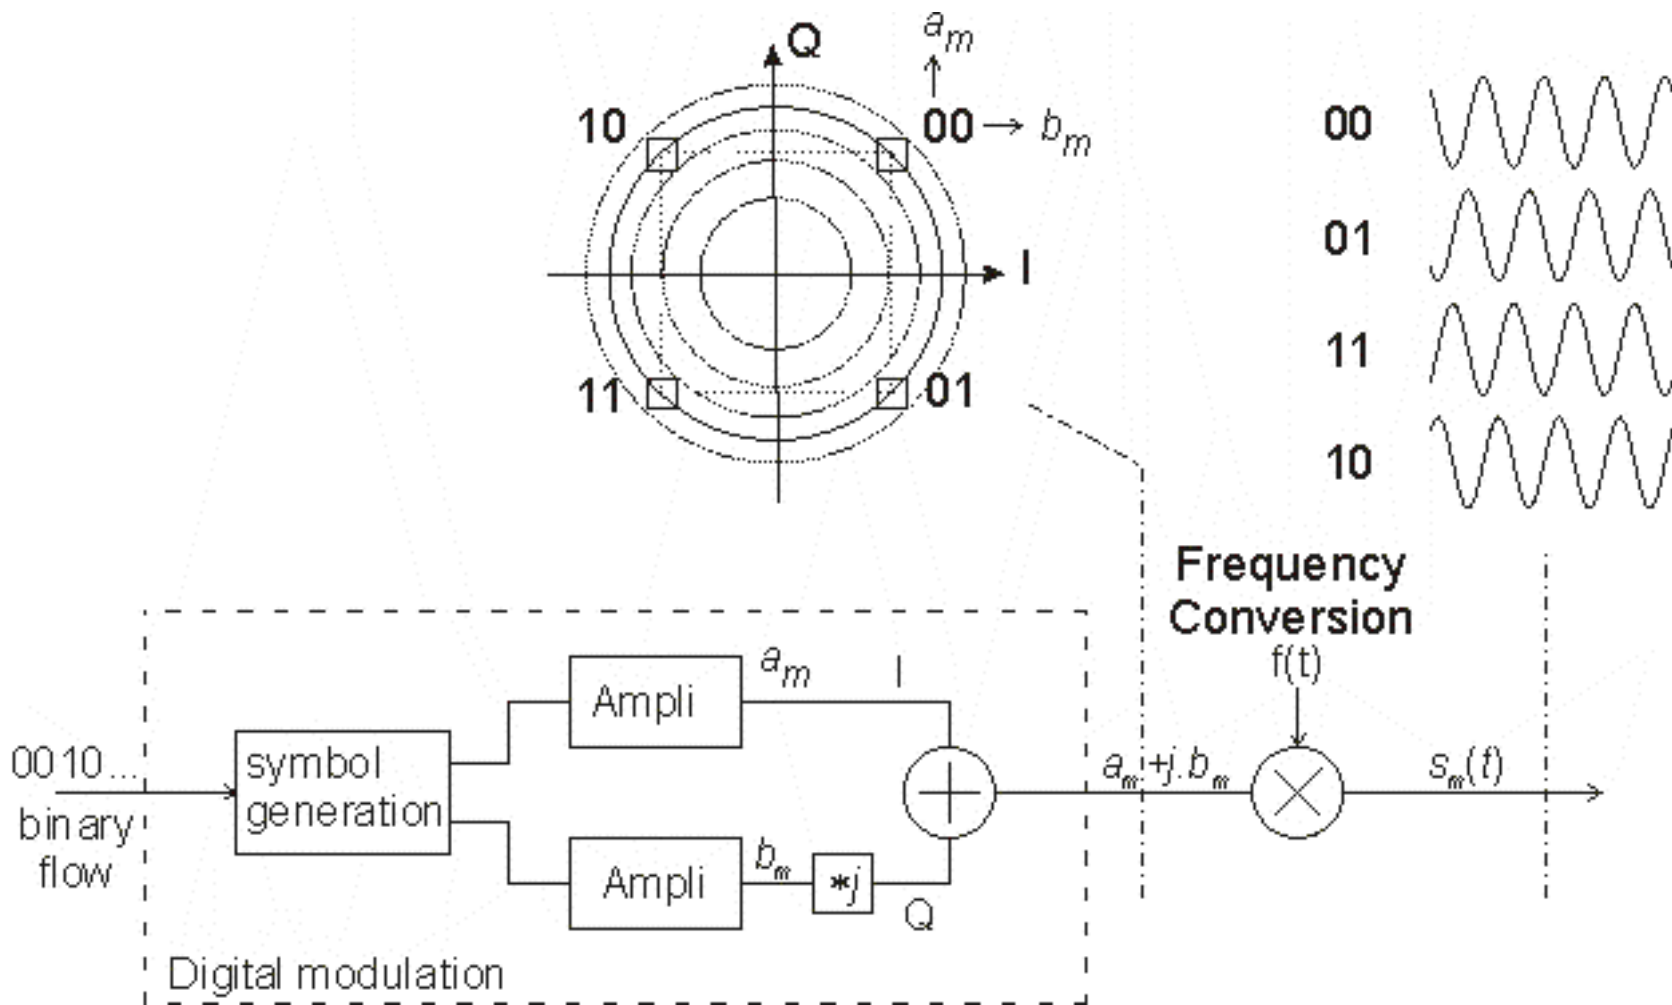 Q
a_m
10
00
b_m
I
11
01
00
01
11
10
Frequency
Conversion
f(t)
0010...
binary
flow
symbol
generation
Ampli
a_m
I
Ampli
b_m
*j
Q
+
a_m+j.b_m
×
s_m(t)
Digital modulation